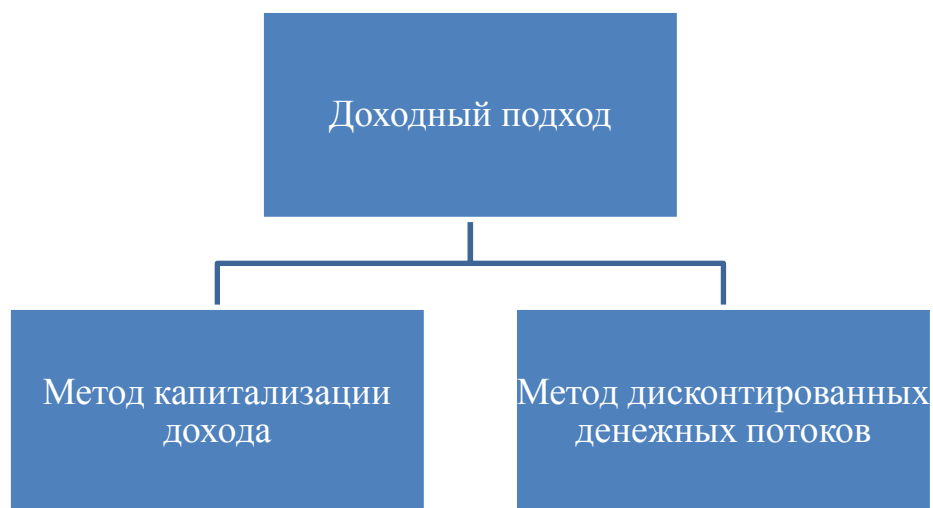 Доходный подход
Метод капитализации
дохода
Метод дисконтированных
денежных потоков